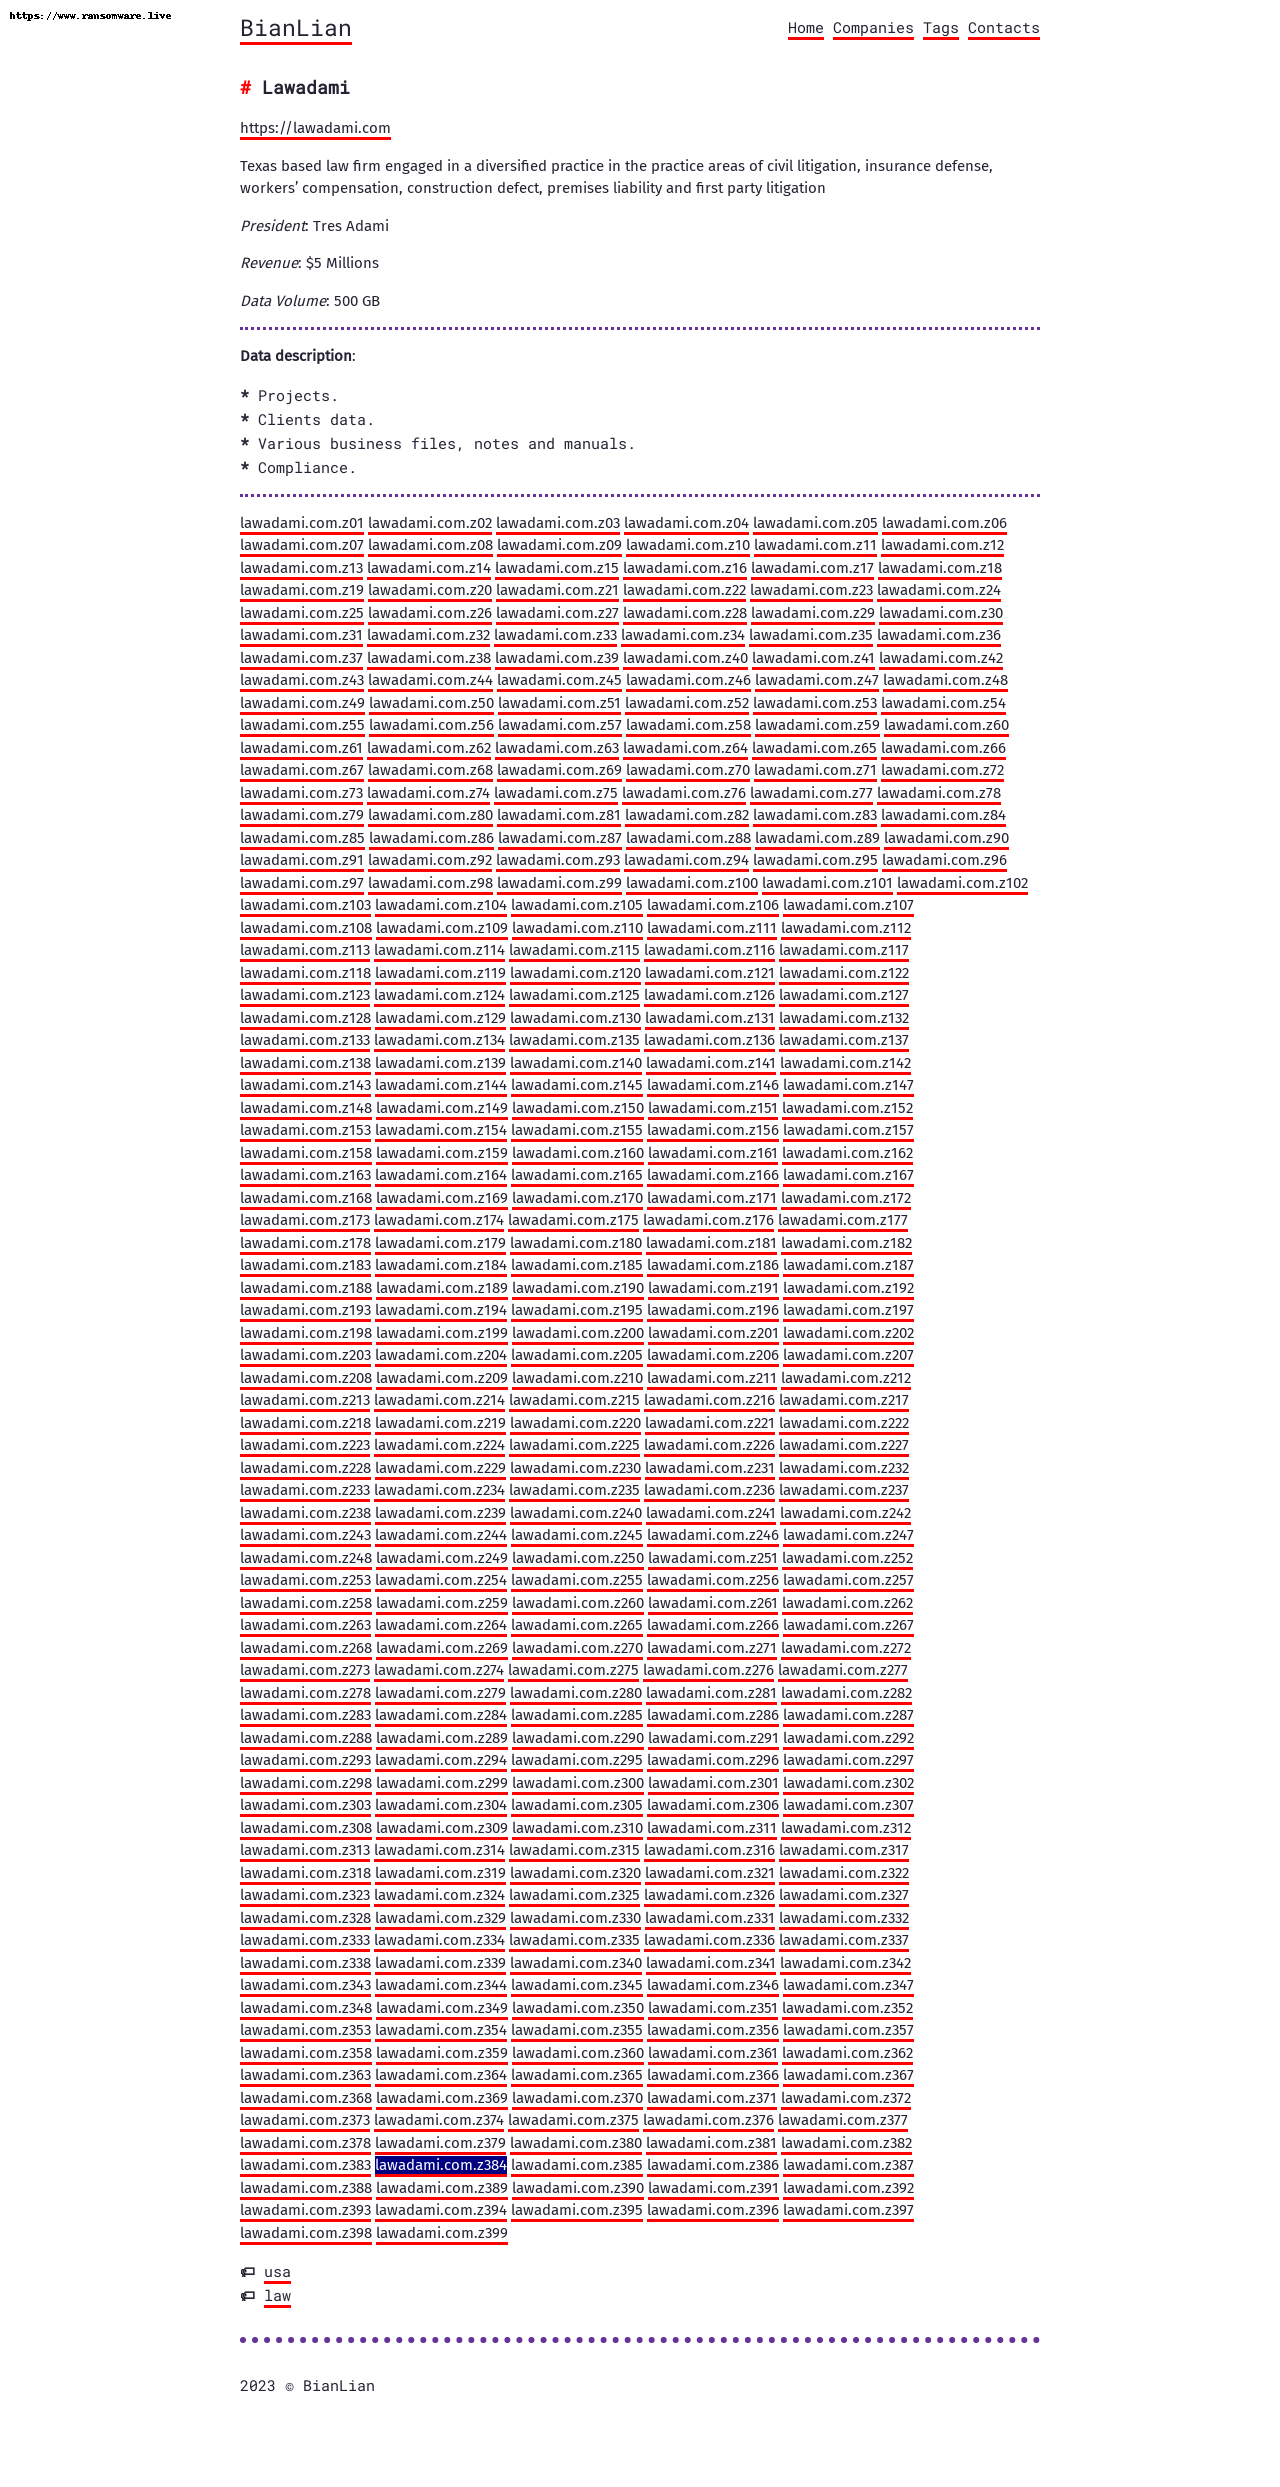 https://www.ransomware.live
BianLian
Home Companies Tags Contacts
# Lawadami
https://lawadami.com
Texas based law firm engaged in a diversified practice in the practice areas of civil litigation, insurance defense,
workers’ compensation, construction defect, premises liability and first party litigation
President: Tres Adami
Revenue: $5 Millions
Data Volume: 500 GB
Data description:
* Projects.
* Clients data.
* Various business files, notes and manuals.
* Compliance.
lawadami.com.z01 lawadami.com.z02 lawadami.com.z03 lawadami.com.z04 lawadami.com.z05 lawadami.com.z06
lawadami.com.z07 lawadami.com.z08 lawadami.com.z09 lawadami.com.z10 lawadami.com.z11 lawadami.com.z12
lawadami.com.z13 lawadami.com.z14 lawadami.com.z15 lawadami.com.z16 lawadami.com.z17 lawadami.com.z18
lawadami.com.z19 lawadami.com.z20 lawadami.com.z21 lawadami.com.z22 lawadami.com.z23 lawadami.com.z24
lawadami.com.z25 lawadami.com.z26 lawadami.com.z27 lawadami.com.z28 lawadami.com.z29 lawadami.com.z30
lawadami.com.z31 lawadami.com.z32 lawadami.com.z33 lawadami.com.z34 lawadami.com.z35 lawadami.com.z36
lawadami.com.z37 lawadami.com.z38 lawadami.com.z39 lawadami.com.z40 lawadami.com.z41 lawadami.com.z42
lawadami.com.z43 lawadami.com.z44 lawadami.com.z45 lawadami.com.z46 lawadami.com.z47 lawadami.com.z48
lawadami.com.z49 lawadami.com.z50 lawadami.com.z51 lawadami.com.z52 lawadami.com.z53 lawadami.com.z54
lawadami.com.z55 lawadami.com.z56 lawadami.com.z57 lawadami.com.z58 lawadami.com.z59 lawadami.com.z60
lawadami.com.z61 lawadami.com.z62 lawadami.com.z63 lawadami.com.z64 lawadami.com.z65 lawadami.com.z66
lawadami.com.z67 lawadami.com.z68 lawadami.com.z69 lawadami.com.z70 lawadami.com.z71 lawadami.com.z72
lawadami.com.z73 lawadami.com.z74 lawadami.com.z75 lawadami.com.z76 lawadami.com.z77 lawadami.com.z78
lawadami.com.z79 lawadami.com.z80 lawadami.com.z81 lawadami.com.z82 lawadami.com.z83 lawadami.com.z84
lawadami.com.z85 lawadami.com.z86 lawadami.com.z87 lawadami.com.z88 lawadami.com.z89 lawadami.com.z90
lawadami.com.z91 lawadami.com.z92 lawadami.com.z93 lawadami.com.z94 lawadami.com.z95 lawadami.com.z96
lawadami.com.z97 lawadami.com.z98 lawadami.com.z99 lawadami.com.z100 lawadami.com.z101 lawadami.com.z102
lawadami.com.z103 lawadami.com.z104 lawadami.com.z105 lawadami.com.z106 lawadami.com.z107
lawadami.com.z108 lawadami.com.z109 lawadami.com.z110 lawadami.com.z111 lawadami.com.z112
lawadami.com.z113 lawadami.com.z114 lawadami.com.z115 lawadami.com.z116 lawadami.com.z117
lawadami.com.z118 lawadami.com.z119 lawadami.com.z120 lawadami.com.z121 lawadami.com.z122
lawadami.com.z123 lawadami.com.z124 lawadami.com.z125 lawadami.com.z126 lawadami.com.z127
lawadami.com.z128 lawadami.com.z129 lawadami.com.z130 lawadami.com.z131 lawadami.com.z132
lawadami.com.z133 lawadami.com.z134 lawadami.com.z135 lawadami.com.z136 lawadami.com.z137
lawadami.com.z138 lawadami.com.z139 lawadami.com.z140 lawadami.com.z141 lawadami.com.z142
lawadami.com.z143 lawadami.com.z144 lawadami.com.z145 lawadami.com.z146 lawadami.com.z147
lawadami.com.z148 lawadami.com.z149 lawadami.com.z150 lawadami.com.z151 lawadami.com.z152
lawadami.com.z153 lawadami.com.z154 lawadami.com.z155 lawadami.com.z156 lawadami.com.z157
lawadami.com.z158 lawadami.com.z159 lawadami.com.z160 lawadami.com.z161 lawadami.com.z162
lawadami.com.z163 lawadami.com.z164 lawadami.com.z165 lawadami.com.z166 lawadami.com.z167
lawadami.com.z168 lawadami.com.z169 lawadami.com.z170 lawadami.com.z171 lawadami.com.z172
lawadami.com.z173 lawadami.com.z174 lawadami.com.z175 lawadami.com.z176 lawadami.com.z177
lawadami.com.z178 lawadami.com.z179 lawadami.com.z180 lawadami.com.z181 lawadami.com.z182
lawadami.com.z183 lawadami.com.z184 lawadami.com.z185 lawadami.com.z186 lawadami.com.z187
lawadami.com.z188 lawadami.com.z189 lawadami.com.z190 lawadami.com.z191 lawadami.com.z192
lawadami.com.z193 lawadami.com.z194 lawadami.com.z195 lawadami.com.z196 lawadami.com.z197
lawadami.com.z198 lawadami.com.z199 lawadami.com.z200 lawadami.com.z201 lawadami.com.z202
lawadami.com.z203 lawadami.com.z204 lawadami.com.z205 lawadami.com.z206 lawadami.com.z207
lawadami.com.z208 lawadami.com.z209 lawadami.com.z210 lawadami.com.z211 lawadami.com.z212
lawadami.com.z213 lawadami.com.z214 lawadami.com.z215 lawadami.com.z216 lawadami.com.z217
lawadami.com.z218 lawadami.com.z219 lawadami.com.z220 lawadami.com.z221 lawadami.com.z222
lawadami.com.z223 lawadami.com.z224 lawadami.com.z225 lawadami.com.z226 lawadami.com.z227
lawadami.com.z228 lawadami.com.z229 lawadami.com.z230 lawadami.com.z231 lawadami.com.z232
lawadami.com.z233 lawadami.com.z234 lawadami.com.z235 lawadami.com.z236 lawadami.com.z237
lawadami.com.z238 lawadami.com.z239 lawadami.com.z240 lawadami.com.z241 lawadami.com.z242
lawadami.com.z243 lawadami.com.z244 lawadami.com.z245 lawadami.com.z246 lawadami.com.z247
lawadami.com.z248 lawadami.com.z249 lawadami.com.z250 lawadami.com.z251 lawadami.com.z252
lawadami.com.z253 lawadami.com.z254 lawadami.com.z255 lawadami.com.z256 lawadami.com.z257
lawadami.com.z258 lawadami.com.z259 lawadami.com.z260 lawadami.com.z261 lawadami.com.z262
lawadami.com.z263 lawadami.com.z264 lawadami.com.z265 lawadami.com.z266 lawadami.com.z267
lawadami.com.z268 lawadami.com.z269 lawadami.com.z270 lawadami.com.z271 lawadami.com.z272
lawadami.com.z273 lawadami.com.z274 lawadami.com.z275 lawadami.com.z276 lawadami.com.z277
lawadami.com.z278 lawadami.com.z279 lawadami.com.z280 lawadami.com.z281 lawadami.com.z282
lawadami.com.z283 lawadami.com.z284 lawadami.com.z285 lawadami.com.z286 lawadami.com.z287
lawadami.com.z288 lawadami.com.z289 lawadami.com.z290 lawadami.com.z291 lawadami.com.z292
lawadami.com.z293 lawadami.com.z294 lawadami.com.z295 lawadami.com.z296 lawadami.com.z297
lawadami.com.z298 lawadami.com.z299 lawadami.com.z300 lawadami.com.z301 lawadami.com.z302
lawadami.com.z303 lawadami.com.z304 lawadami.com.z305 lawadami.com.z306 lawadami.com.z307
lawadami.com.z308 lawadami.com.z309 lawadami.com.z310 lawadami.com.z311 lawadami.com.z312
lawadami.com.z313 lawadami.com.z314 lawadami.com.z315 lawadami.com.z316 lawadami.com.z317
lawadami.com.z318 lawadami.com.z319 lawadami.com.z320 lawadami.com.z321 lawadami.com.z322
lawadami.com.z323 lawadami.com.z324 lawadami.com.z325 lawadami.com.z326 lawadami.com.z327
lawadami.com.z328 lawadami.com.z329 lawadami.com.z330 lawadami.com.z331 lawadami.com.z332
lawadami.com.z333 lawadami.com.z334 lawadami.com.z335 lawadami.com.z336 lawadami.com.z337
lawadami.com.z338 lawadami.com.z339 lawadami.com.z340 lawadami.com.z341 lawadami.com.z342
lawadami.com.z343 lawadami.com.z344 lawadami.com.z345 lawadami.com.z346 lawadami.com.z347
lawadami.com.z348 lawadami.com.z349 lawadami.com.z350 lawadami.com.z351 lawadami.com.z352
lawadami.com.z353 lawadami.com.z354 lawadami.com.z355 lawadami.com.z356 lawadami.com.z357
lawadami.com.z358 lawadami.com.z359 lawadami.com.z360 lawadami.com.z361 lawadami.com.z362
lawadami.com.z363 lawadami.com.z364 lawadami.com.z365 lawadami.com.z366 lawadami.com.z367
lawadami.com.z368 lawadami.com.z369 lawadami.com.z370 lawadami.com.z371 lawadami.com.z372
lawadami.com.z373 lawadami.com.z374 lawadami.com.z375 lawadami.com.z376 lawadami.com.z377
lawadami.com.z378 lawadami.com.z379 lawadami.com.z380 lawadami.com.z381 lawadami.com.z382
lawadami.com.z383 lawadami.com.z384 lawadami.com.z385 lawadami.com.z386 lawadami.com.z387
lawadami.com.z388 lawadami.com.z389 lawadami.com.z390 lawadami.com.z391 lawadami.com.z392
lawadami.com.z393 lawadami.com.z394 lawadami.com.z395 lawadami.com.z396 lawadami.com.z397
lawadami.com.z398 lawadami.com.z399
usa
law
2023 © BianLian